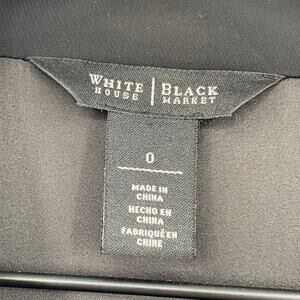 WHITE HOUSE | BLACK MARKET
0
MADE IN
CHINA
HECHO EN
CHINA
FABRIQUÉ EN
CHINE